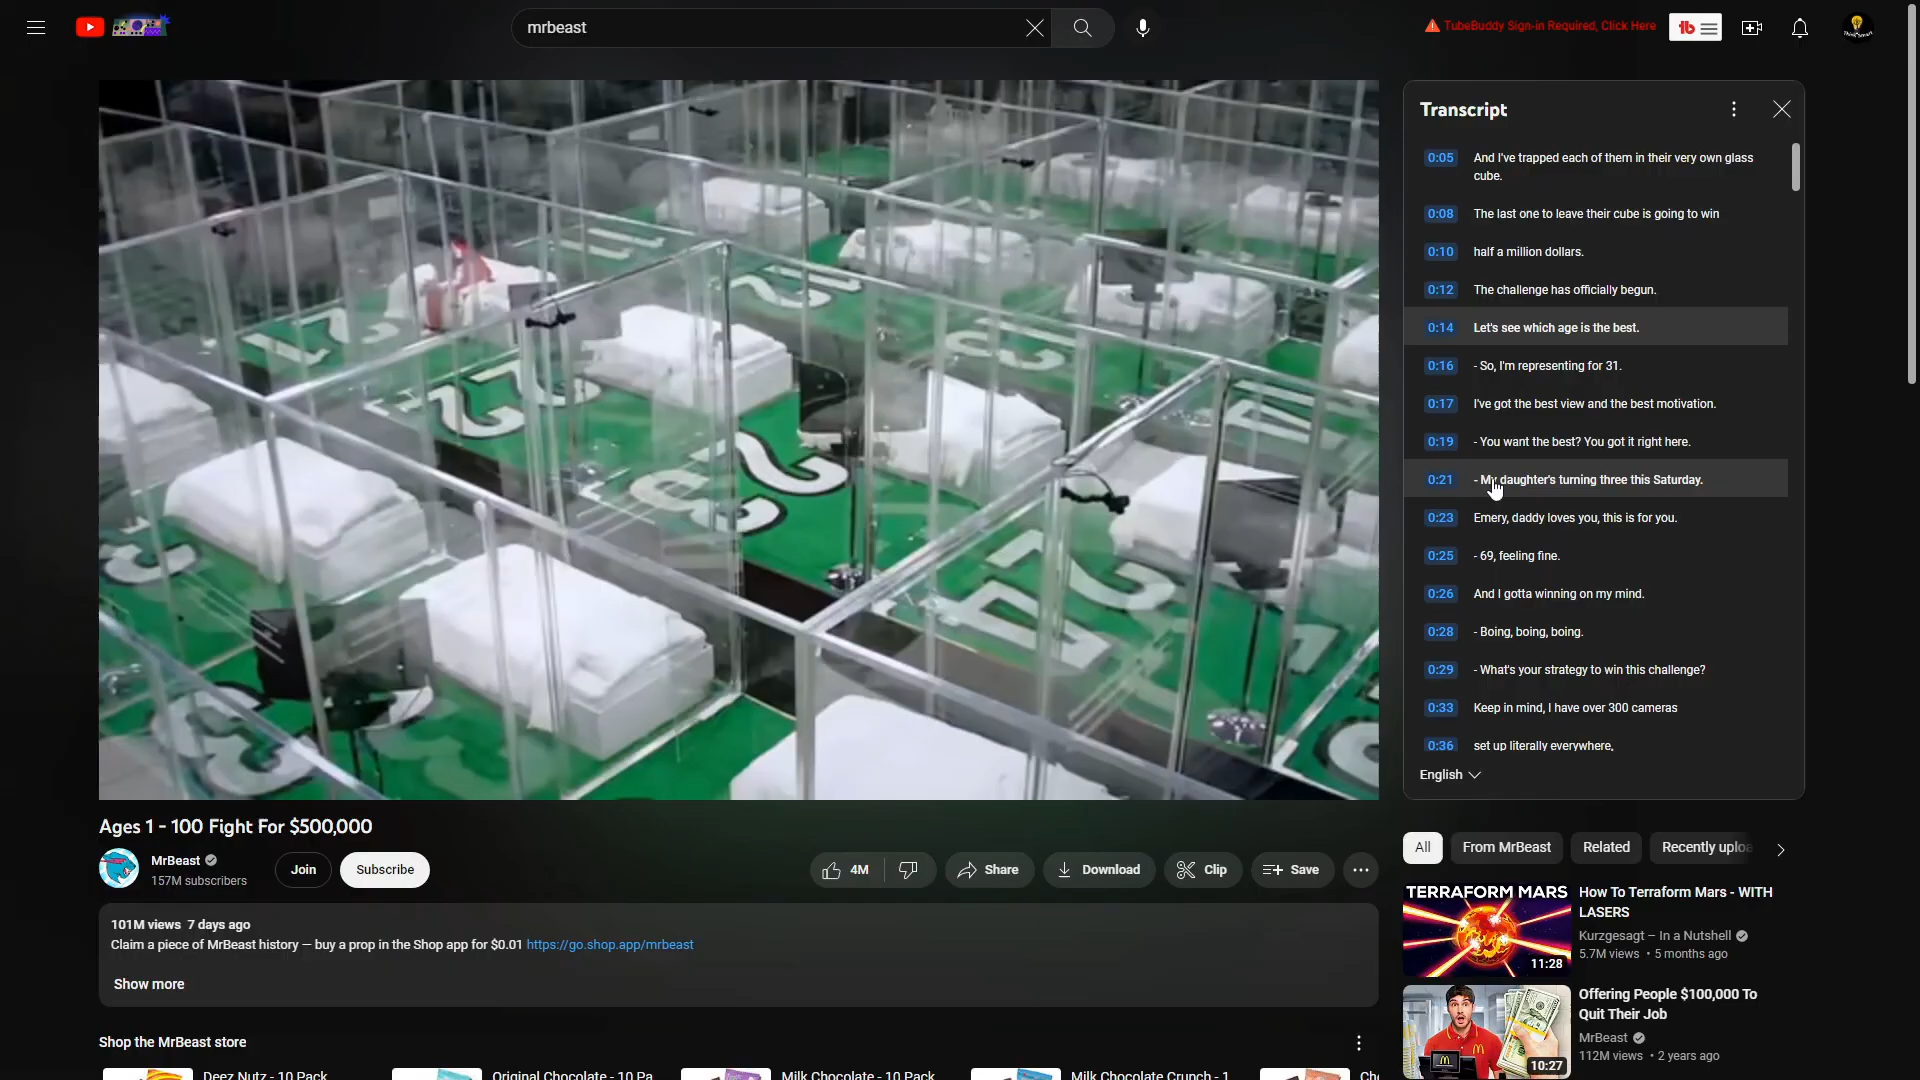 mrbeast
TubeBuddy Sign-in Required, Click Here
Transcript
0:05 And I've trapped each of them in their very own glass
cube.
0:08 The last one to leave their cube is going to win
0:10 half a million dollars.
0:12 The challenge has officially begun.
0:14 Let's see which age is the best.
0:16 - So, I'm representing for 31.
0:17 I've got the best view and the best motivation.
0:19 - You want the best? You got it right here.
0:21 - My daughter's turning three this Saturday.
0:23 Emery, daddy loves you, this is for you.
0:25 - 69, feeling fine.
0:26 And I gotta winning on my mind.
0:28 - Boing, boing, boing.
0:29 - What's your strategy to win this challenge?
0:33 Keep in mind, I have over 300 cameras
0:36 set up literally everywhere,
English
21
22
23
24
Ages 1 - 100 Fight For $500,000
MrBeast
157M subscribers
Join
Subscribe
4M
Share
Download
Clip
Save
101M views 7 days ago
Claim a piece of MrBeast history — buy a prop in the Shop app for $0.01 https://go.shop.app/mrbeast
Show more
Shop the MrBeast store
Deez Nutz - 10 Pack
Original Chocolate - 10 Pa
Milk Chocolate - 10 Pack
Milk Chocolate Crunch - 1
All
From MrBeast
Related
Recently uploa
TERRAFORM MARS
11:28
How To Terraform Mars - WITH
LASERS
Kurzgesagt – In a Nutshell
5.7M views • 5 months ago
10:27
Offering People $100,000 To
Quit Their Job
MrBeast
112M views • 2 years ago